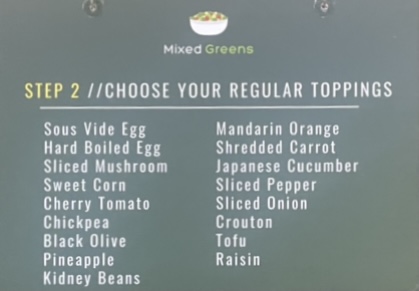 Mixed Greens
STEP 2 //CHOOSE YOUR REGULAR TOPPINGS
Sous Vide Egg
Hard Boiled Egg
Sliced Mushroom
Sweet Corn
Cherry Tomato
Chickpea
Black Olive
Pineapple
Kidney Beans
Mandarin Orange
Shredded Carrot
Japanese Cucumber
Sliced Pepper
Sliced Onion
Crouton
Tofu
Raisin